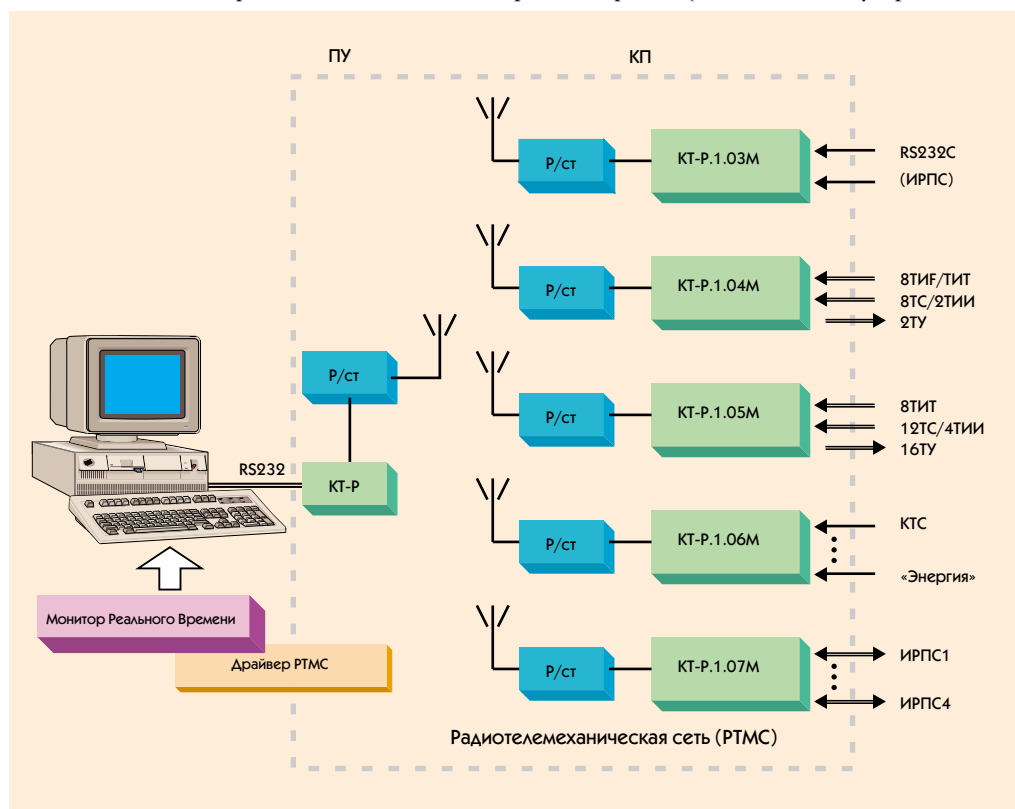 ПУ КП
Р/ст КТ-Р.1.03М RS232C
(ИРПС)
Р/ст КТ-Р.1.04М 8ТИF/ТИТ
8ТС/2ТИИ
2ТУ
Р/ст
Р/ст КТ-Р.1.05М 8ТИТ
12ТС/4ТИИ
16ТУ
RS232 КТ-Р
Р/ст КТ-Р.1.06М КТС
«Энергия»
Монитор Реального Времени
Драйвер РТМС
Р/ст КТ-Р.1.07М ИРПС1
ИРПС4
Радиотелемеханическая сеть (РТМС)